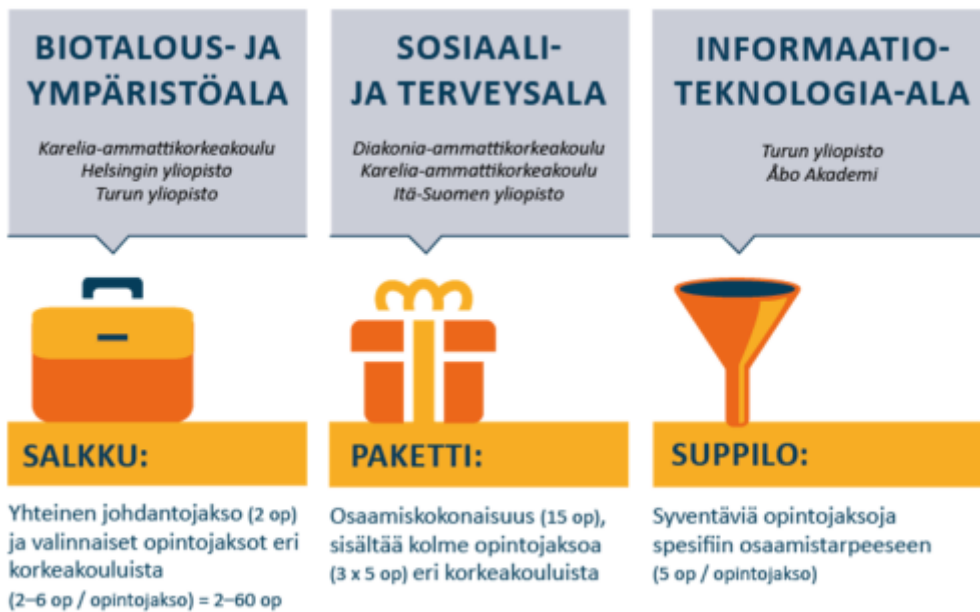 BIOTALOUS- JA
YMPÄRISTÖALA
Karelia-ammattikorkeakoulu
Helsingin yliopisto
Turun yliopisto
SALKKU:
Yhteinen johdantojakso (2 op)
ja valinnaiset opintojaksot eri
korkeakouluista
(2–6 op / opintojakso) = 2–60 op
SOSIAALI-
JA TERVEYSALA
Diakonia-ammattikorkeakoulu
Karelia-ammattikorkeakoulu
Itä-Suomen yliopisto
PAKETTI:
Osaamiskokonaisuus (15 op),
sisältää kolme opintojaksoa
(3 x 5 op) eri korkeakouluista
INFORMAATIO-
TEKNOLOGIA-ALA
Turun yliopisto
Åbo Akademi
SUPPILO:
Syventäviä opintojaksoja
spesifiin osaamistarpeeseen
(5 op / opintojakso)